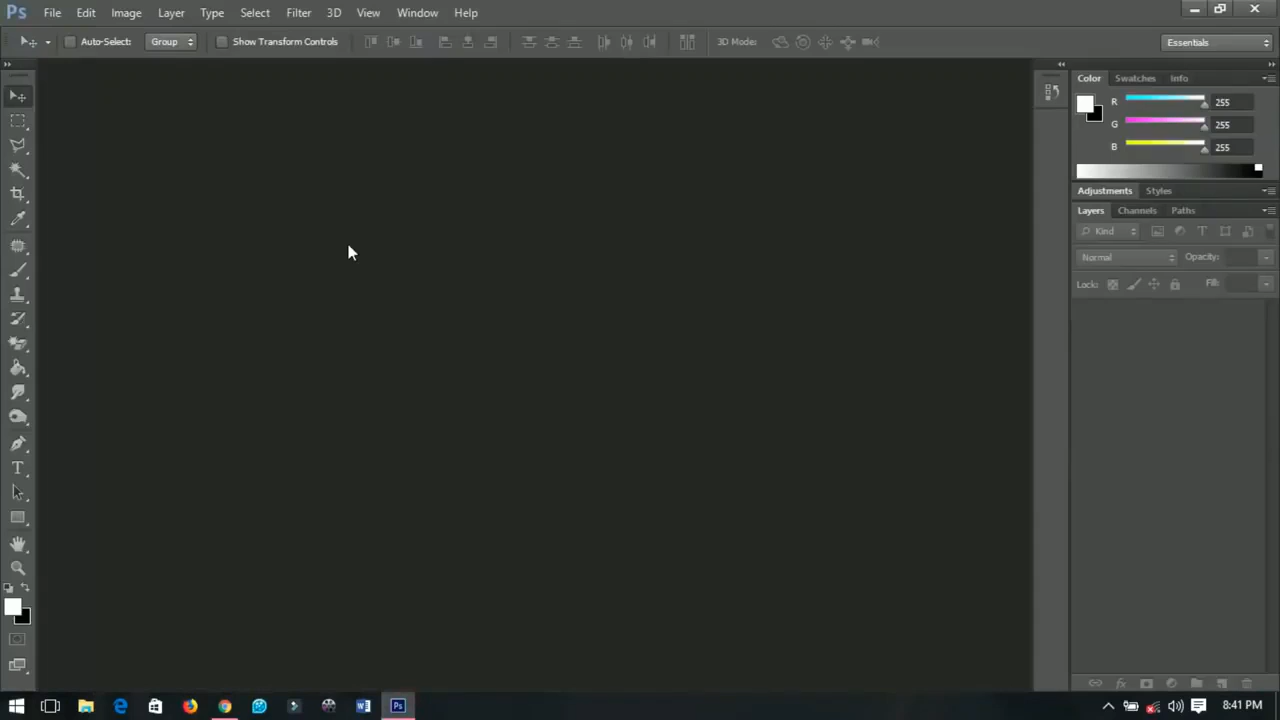 Ps File Edit Image Layer Type Select Filter 3D View Window Help
Auto-Select: Group Show Transform Controls 3D Mode: Essentials
Color Swatches Info
R 255
G 255
B 255
Adjustments Styles
Layers Channels Paths
Kind
Normal Opacity:
Lock: Fill:
Ps 8:41 PM